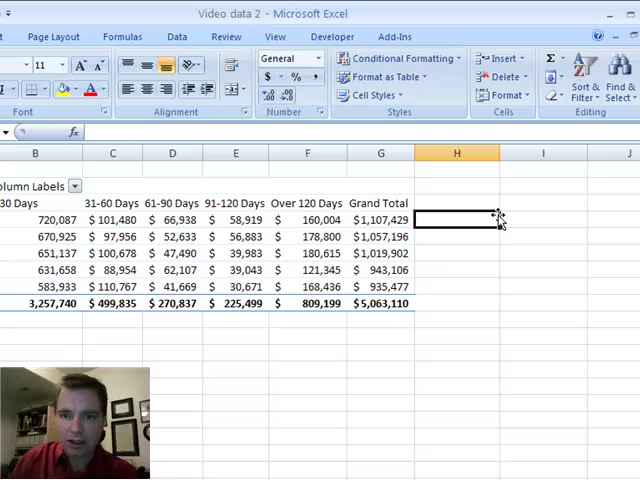 Video data 2 - Microsoft Excel
Page Layout Formulas Data Review View Developer Add-Ins
11 A A General Conditional Formatting Insert Σ
B $ % , Format as Table Delete Sort & Find &
U A .0 .00 .00 .0 Cell Styles Format Filter Select
Font Alignment Number Styles Cells Editing
fx
B C D E F G H I J
olumn Labels
30 Days 31-60 Days 61-90 Days 91-120 Days Over 120 Days Grand Total
720,087 $ 101,480 $ 66,938 $ 58,919 $ 160,004 $1,107,429
670,925 $ 97,956 $ 52,633 $ 56,883 $ 178,800 $1,057,196
651,137 $ 100,678 $ 47,490 $ 39,983 $ 180,615 $1,019,902
631,658 $ 88,954 $ 62,107 $ 39,043 $ 121,345 $ 943,106
583,933 $ 110,767 $ 41,669 $ 30,671 $ 168,436 $ 935,477
3,257,740 $ 499,835 $ 270,837 $ 225,499 $ 809,199 $5,063,110